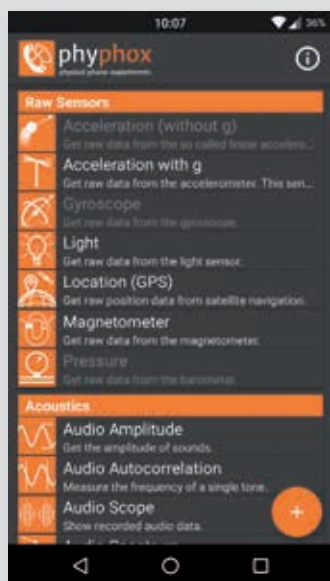 10:07
36%
phyphox
physical phone experiments
Raw Sensors
Acceleration (without g)
Get raw data from the so called linear accelero...
Acceleration with g
Get raw data from the accelerometer. This sen...
Gyroscope
Get raw data from the gyroscope.
Light
Get raw data from the light sensor.
Location (GPS)
Get raw position data from satellite navigation.
Magnetometer
Get raw data from the magnetometer.
Pressure
Get raw data from the barometer.
Acoustics
Audio Amplitude
Get the amplitude of sounds.
Audio Autocorrelation
Measure the frequency of a single tone.
Audio Scope
Show recorded audio data.
+